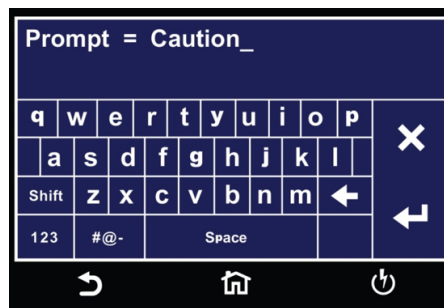 Prompt = Caution_
q w e r t y u i o p
a s d f g h j k l
Shift z x c v b n m
123 #@- Space